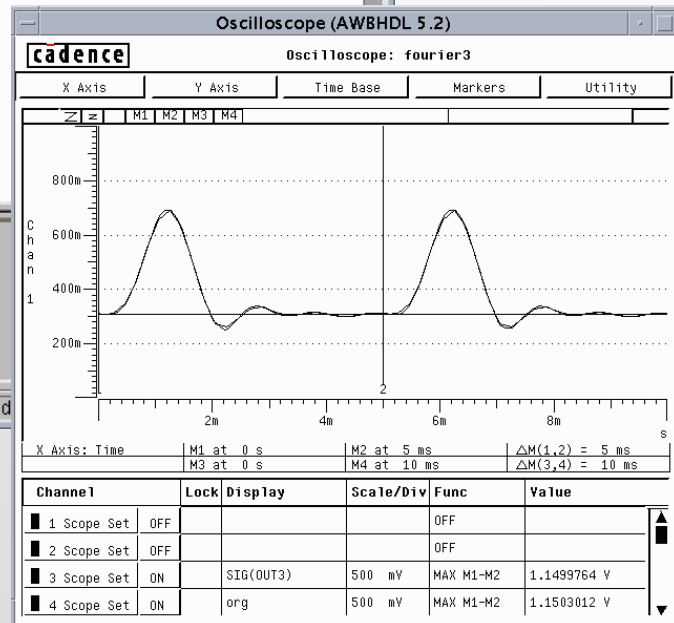 Oscilloscope (AWBHDL 5.2)
cadence
Oscilloscope: fourier3
X Axis Y Axis Time Base Markers Utility
Z z M1 M2 M3 M4
800m
600m
400m
200m
Chan 1
2
2m 4m 6m 8m
s
X Axis: Time M1 at 0 s M2 at 5 ms △M(1,2) = 5 ms
M3 at 0 s M4 at 10 ms △M(3,4) = 10 ms
Channel Lock Display Scale/Div Func Value
1 Scope Set OFF OFF
2 Scope Set OFF OFF
3 Scope Set ON SIG(OUT3) 500 mV MAX M1-M2 1.1499764 V
4 Scope Set ON org 500 mV MAX M1-M2 1.1503012 V
d